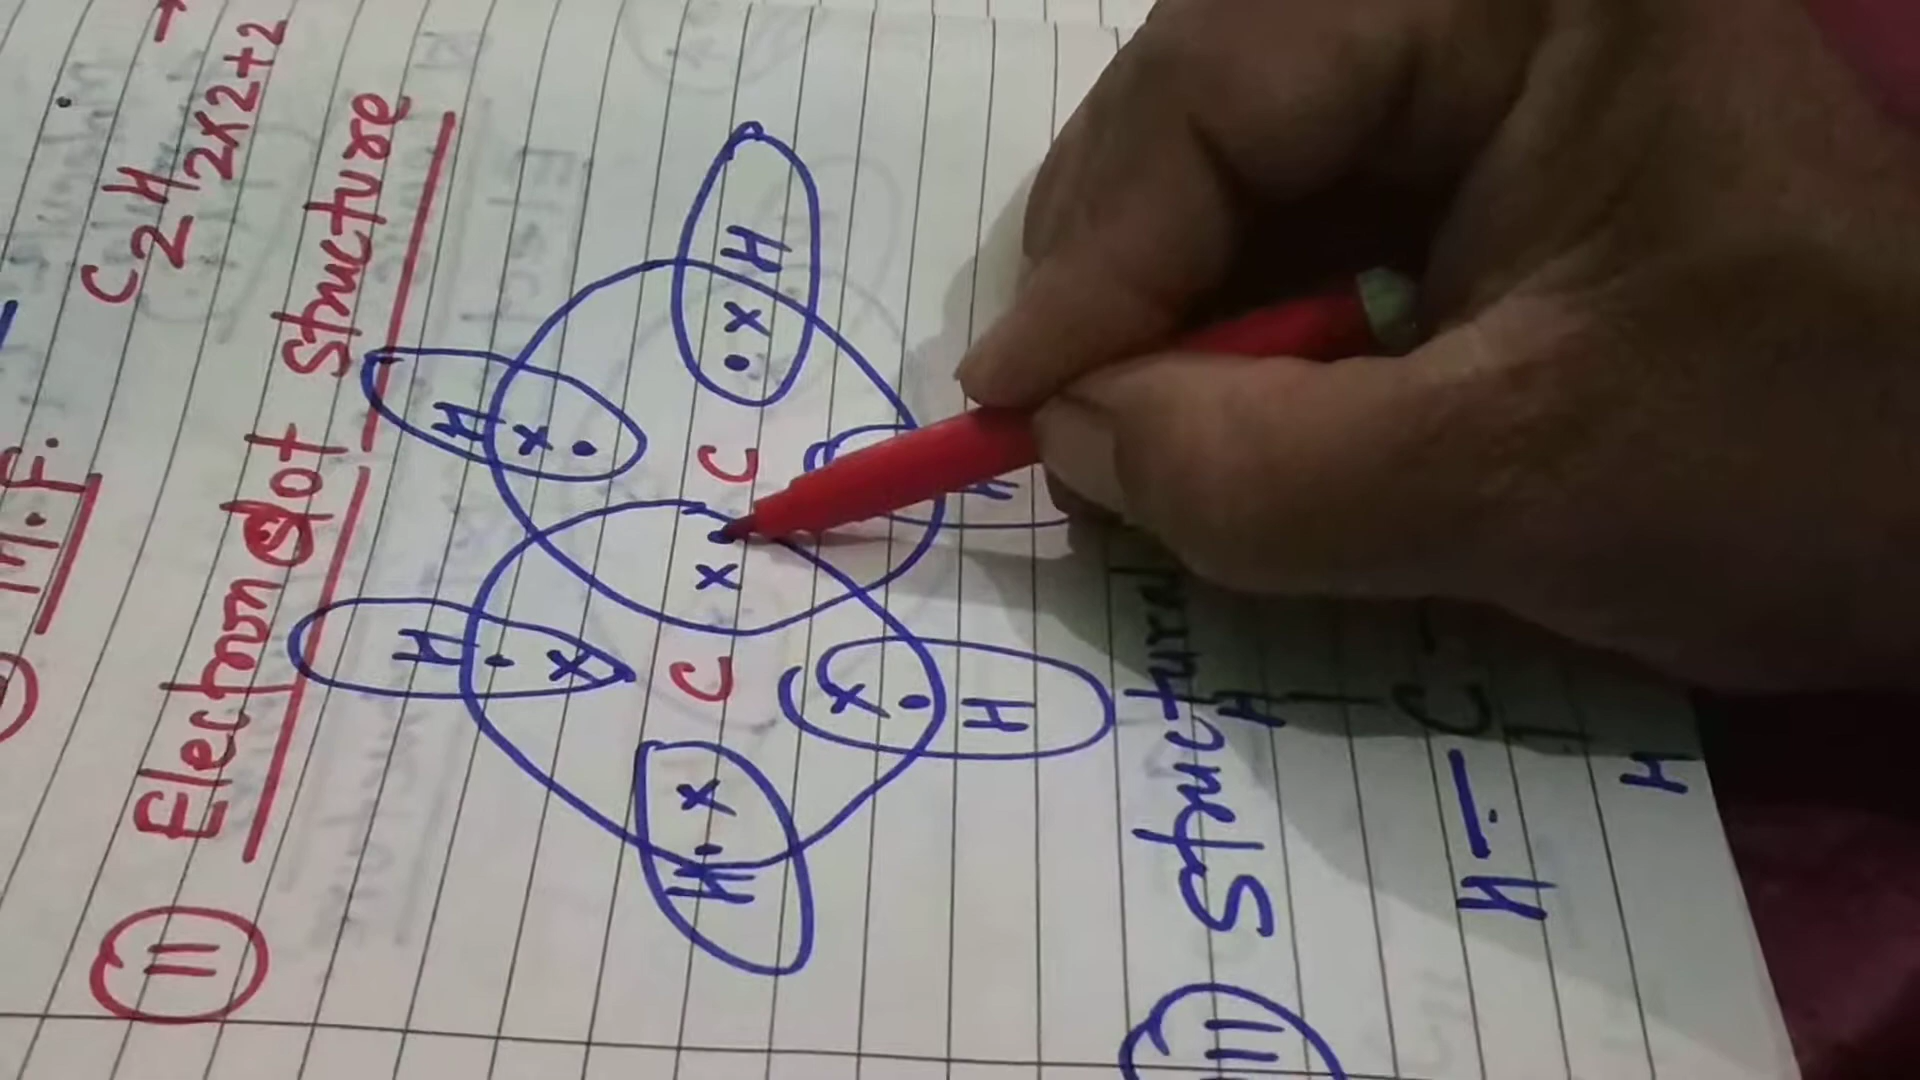 M.F.
C2H2x2+2 →
(II) Electron dot Structure
H
H
H
H
H
H
C
C
(III) Structural
H
H
H - C -